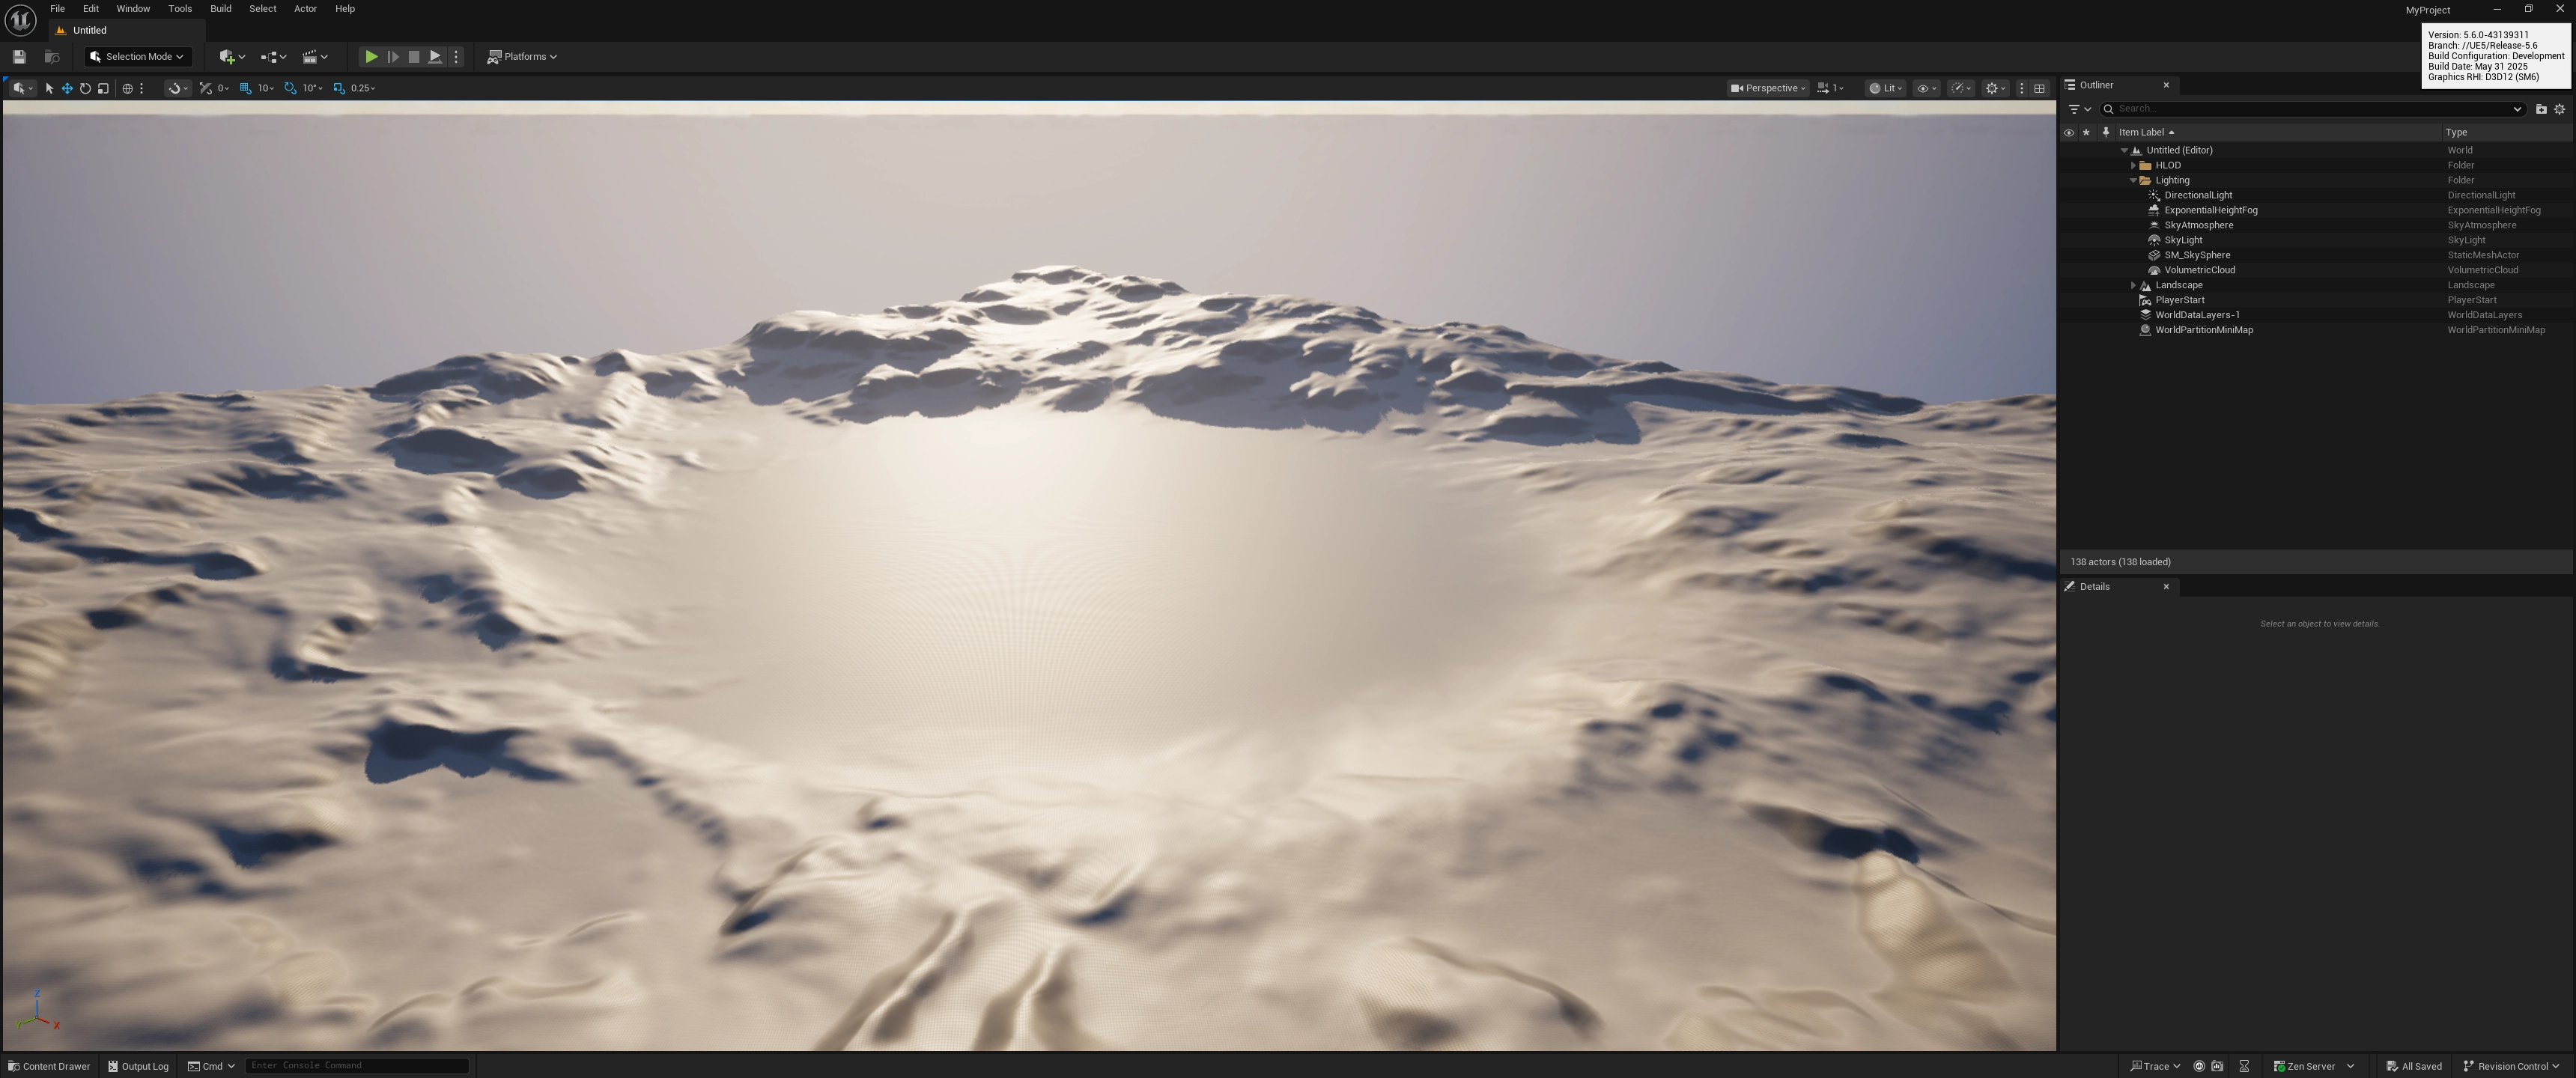 File Edit Window Tools Build Select Actor Help
MyProject
Untitled
Version: 5.6.0-43139311
Branch: //UE5/Release-5.6
Build Configuration: Development
Build Date: May 31 2025
Graphics RHI: D3D12 (SM6)
Selection Mode
Platforms
0 10 10° 0.25
Perspective 1 Lit
Outliner
Search...
Item Label Type
Untitled (Editor) World
HLOD Folder
Lighting Folder
DirectionalLight DirectionalLight
ExponentialHeightFog ExponentialHeightFog
SkyAtmosphere SkyAtmosphere
SkyLight SkyLight
SM_SkySphere StaticMeshActor
VolumetricCloud VolumetricCloud
Landscape Landscape
PlayerStart PlayerStart
WorldDataLayers-1 WorldDataLayers
WorldPartitionMiniMap WorldPartitionMiniMap
138 actors (138 loaded)
Details
Select an object to view details.
Z
Y X
Content Drawer Output Log Cmd Enter Console Command Trace Zen Server All Saved Revision Control